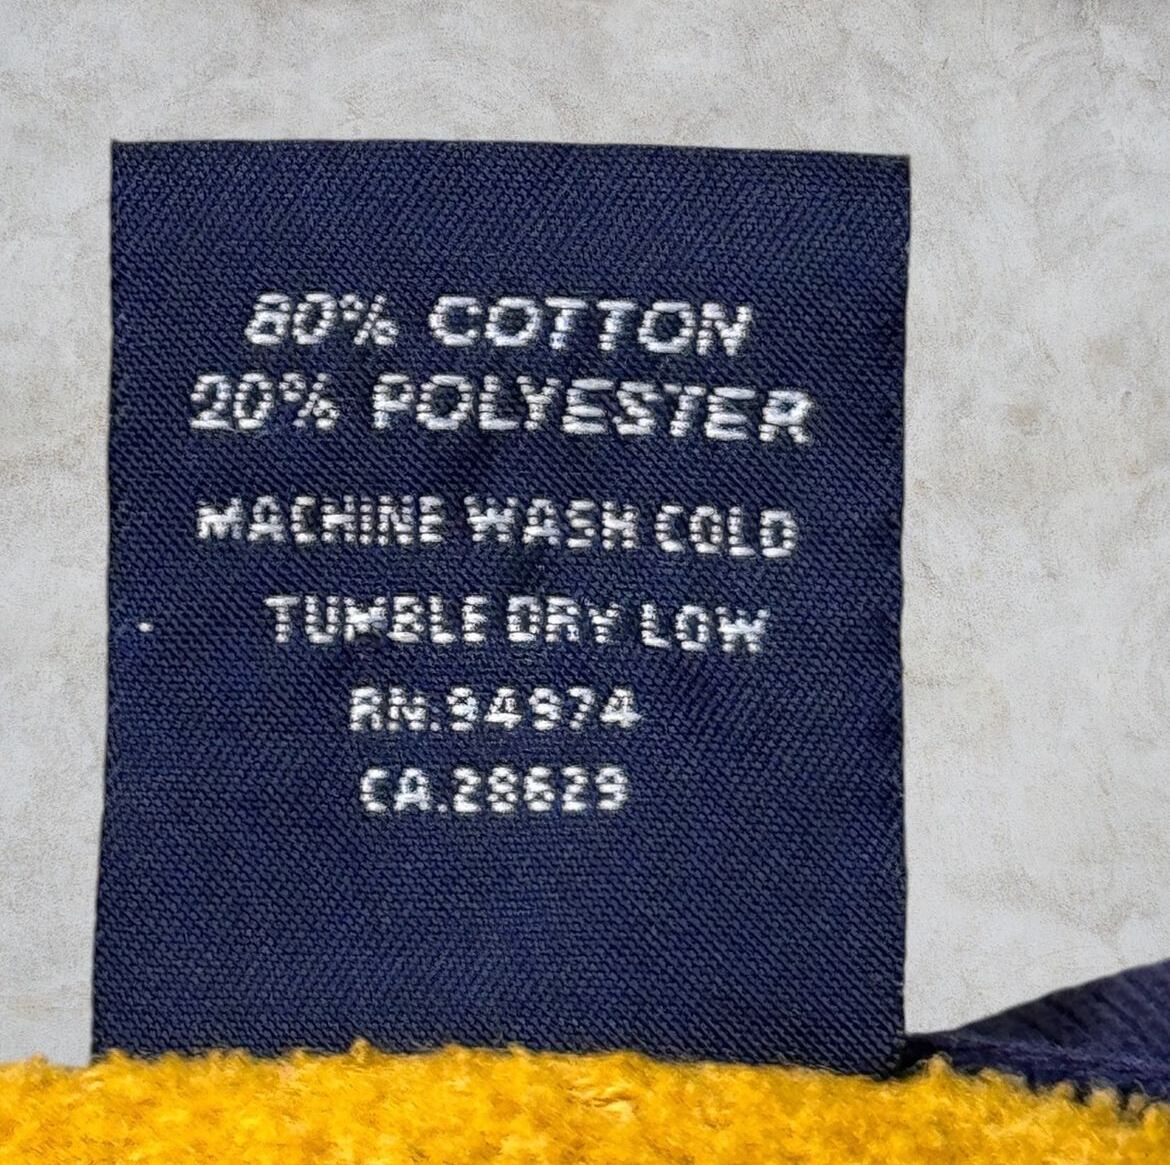 80% COTTON
20% POLYESTER
MACHINE WASH COLD
TUMBLE DRY LOW
RN.94974
CA.28629